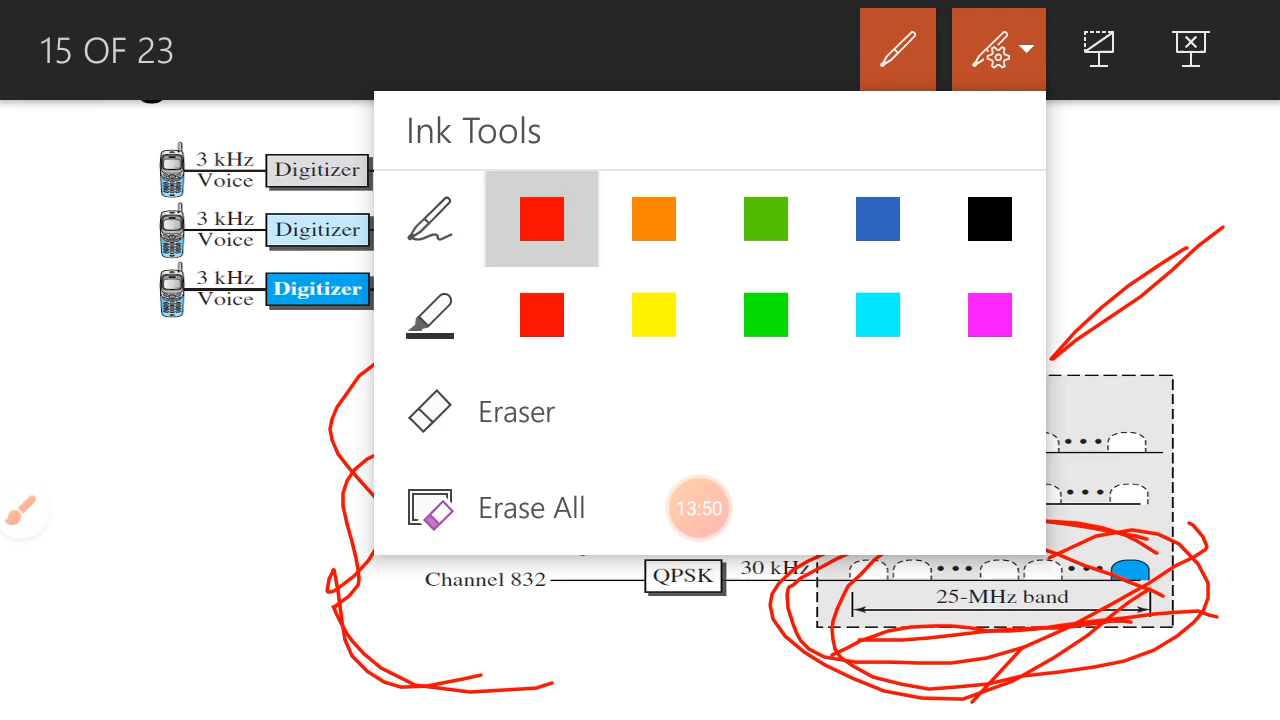 15 OF 23
Ink Tools
3 kHz
Voice
Digitizer
3 kHz
Voice
Digitizer
3 kHz
Voice
Digitizer
Eraser
Erase All
13:50
Channel 832
QPSK
30 kHz
25-MHz band